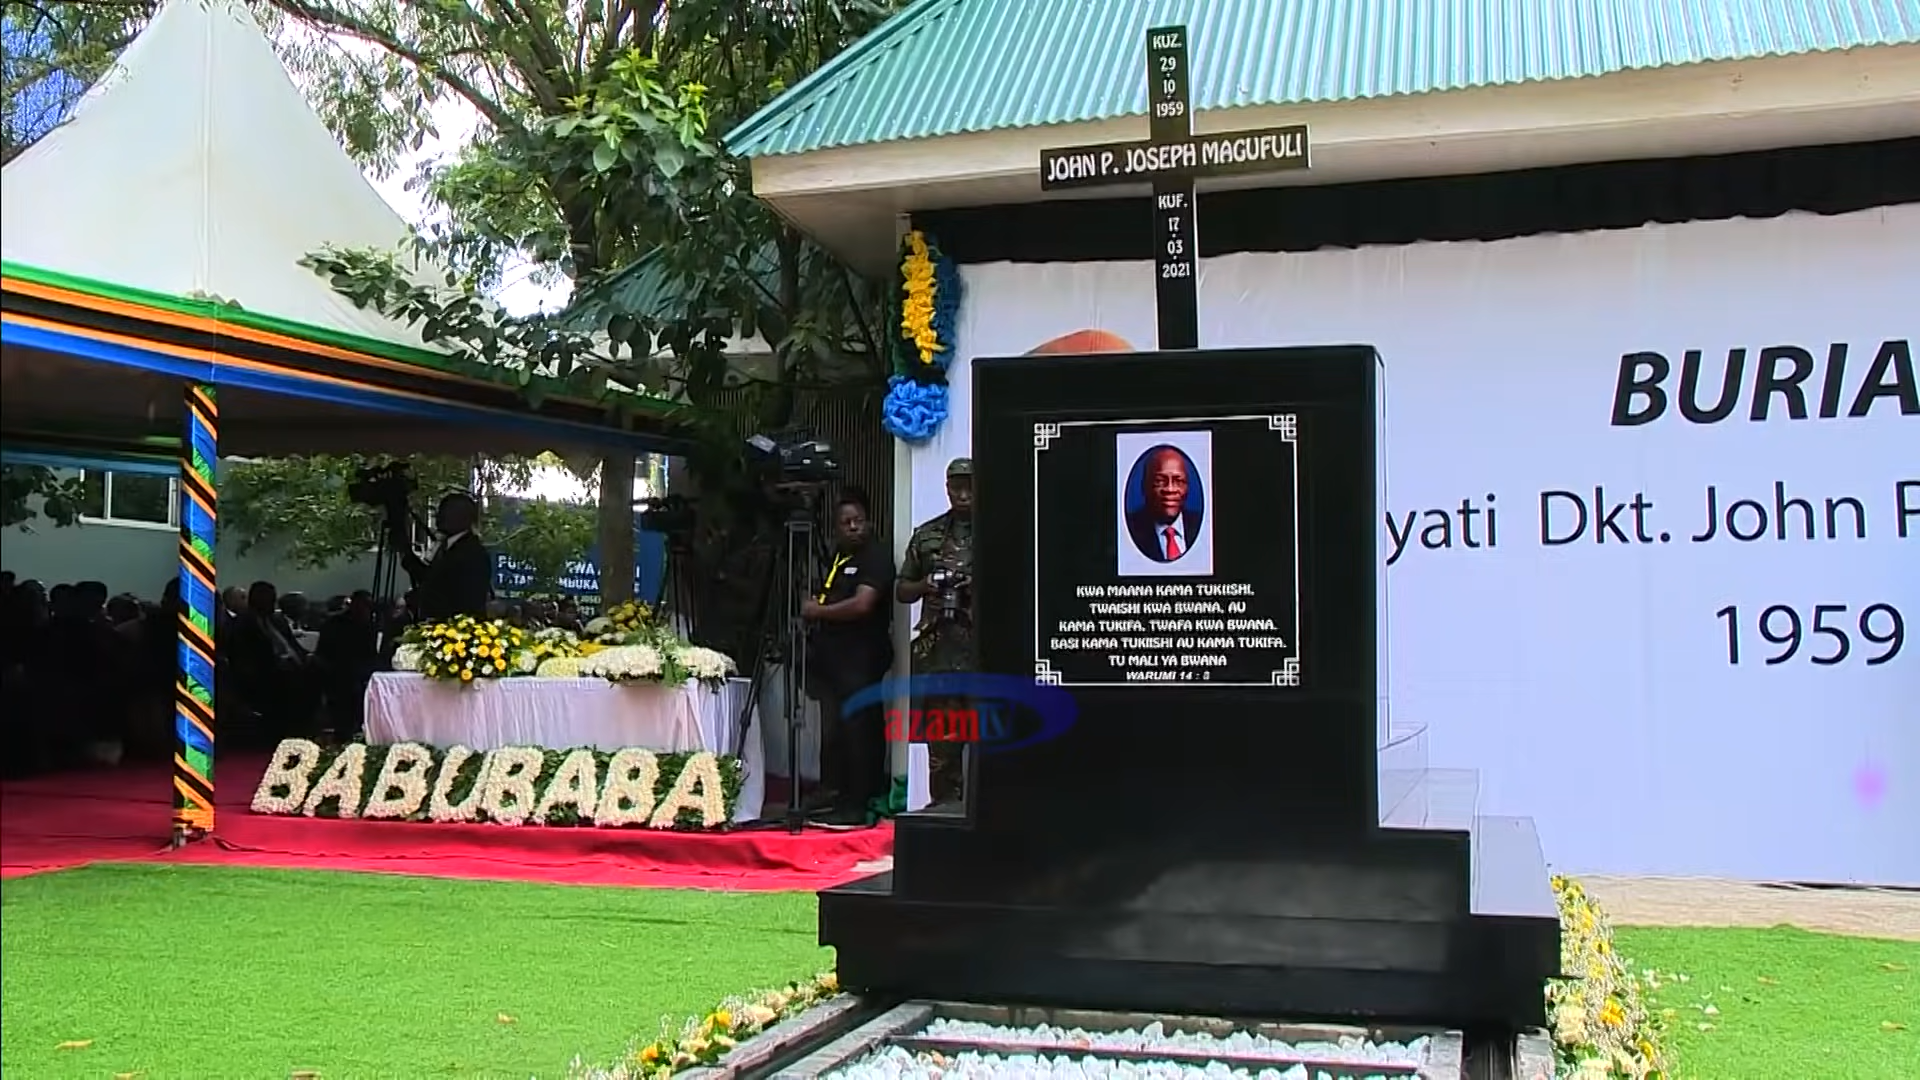 KUZ.
29
10
1959
JOHN P. JOSEPH MAGUFULI
KUF.
17
03
2021
KWA MAANA KAMA TUKIISHI,
TWAISHI KWA BWANA, AU
KAMA TUKIFA, TWAFA KWA BWANA.
BASI KAMA TUKIISHI AU KAMA TUKIFA,
TU MALI YA BWANA
WARUMI 14 : 8
BURIA
yati Dkt. John P
1959
BABU BABA
azam tv